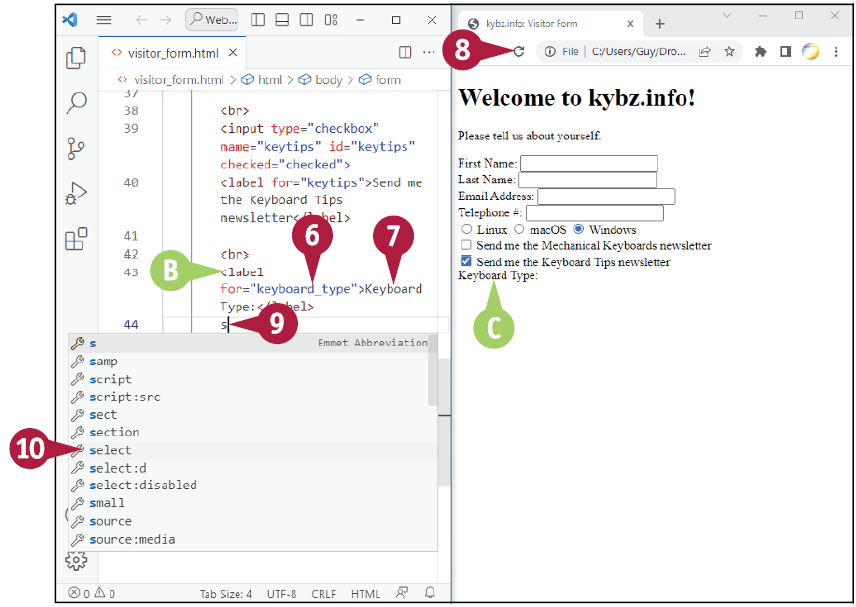 Web...
visitor_form.html
visitor_form.html > html > body > form
37
38 <br>
39 <input type="checkbox"
name="keytips" id="keytips"
checked="checked">
40 <label for="keytips">Send me
the Keyboard Tips
newsletter</label>
41
42 <br>
B
43 <label
6
7
for="keyboard_type">Keyboard
Type:</label>
44 s
9
s Emmet Abbreviation
samp
script
script:src
sect
section
10
select
select:d
select:disabled
small
source
source:media
0 0 Tab Size: 4 UTF-8 CRLF HTML
kybz.info: Visitor Form
8
File | C:/Users/Guy/Dro...
Welcome to kybz.info!
Please tell us about yourself.
First Name:
Last Name:
Email Address:
Telephone #:
Linux macOS Windows
Send me the Mechanical Keyboards newsletter
Send me the Keyboard Tips newsletter
Keyboard Type:
C